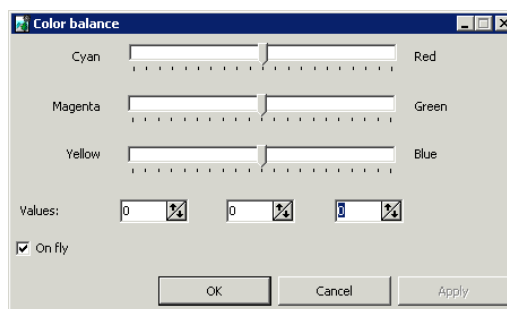 Color balance
Cyan Red
Magenta Green
Yellow Blue
Values: 0 0 0
On fly
OK Cancel Apply